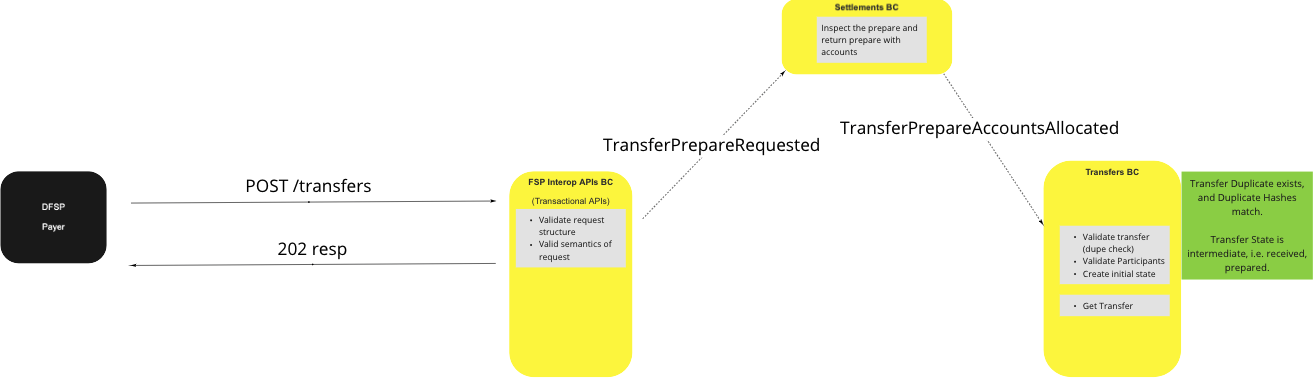 Settlements BC
Inspect the prepare and
return prepare with
accounts
TransferPrepareAccountsAllocated
TransferPrepareRequested
POST /transfers
202 resp
DFSP
Payer
FSP Interop APIs BC
(Transactional APIs)
• Validate request
structure
• Valid semantics of
request
Transfers BC
• Validate transfer
(dupe check)
• Validate Participants
• Create initial state
• Get Transfer
Transfer Duplicate exists,
and Duplicate Hashes
match.
Transfer State is
intermediate, i.e. received,
prepared.